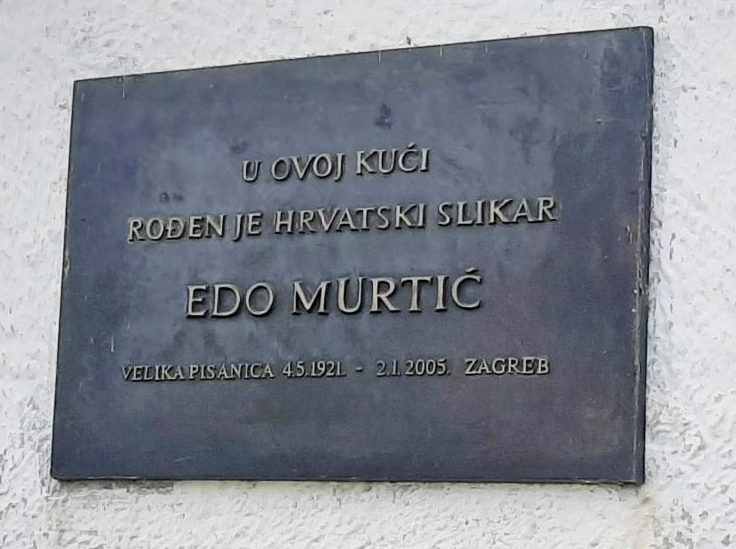 U OVOJ KUĆI
ROĐEN JE HRVATSKI SLIKAR
EDO MURTIĆ
VELIKA PISANICA 4.5.1921. - 2.1.2005. ZAGREB